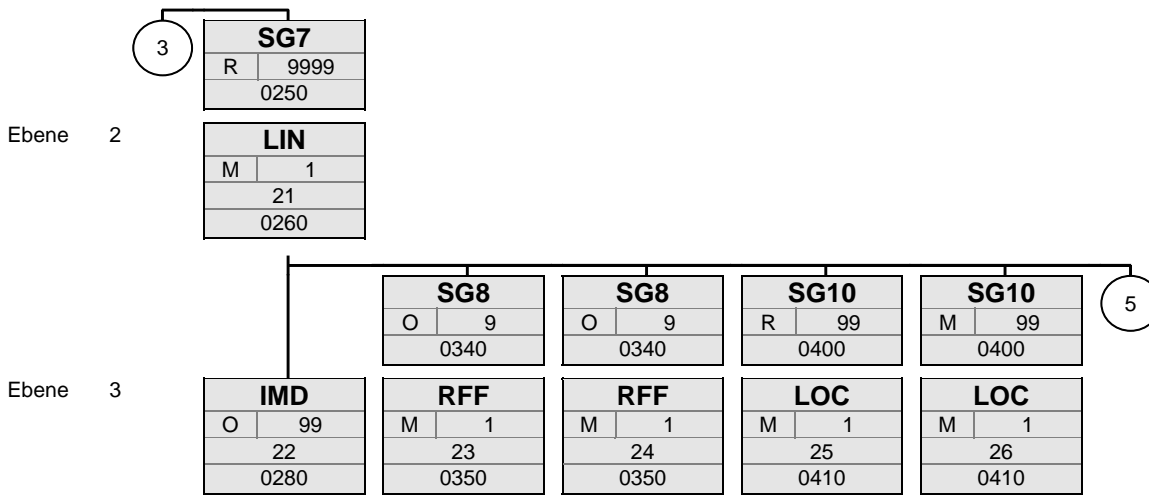 3
SG7
R 9999
0250
Ebene 2
LIN
M 1
21
0260
SG8 SG8 SG10 SG10
O 9 O 9 R 99 M 99
0340 0340 0400 0400
5
Ebene 3
IMD RFF RFF LOC LOC
O 99 M 1 M 1 M 1 M 1
22 23 24 25 26
0280 0350 0350 0410 0410